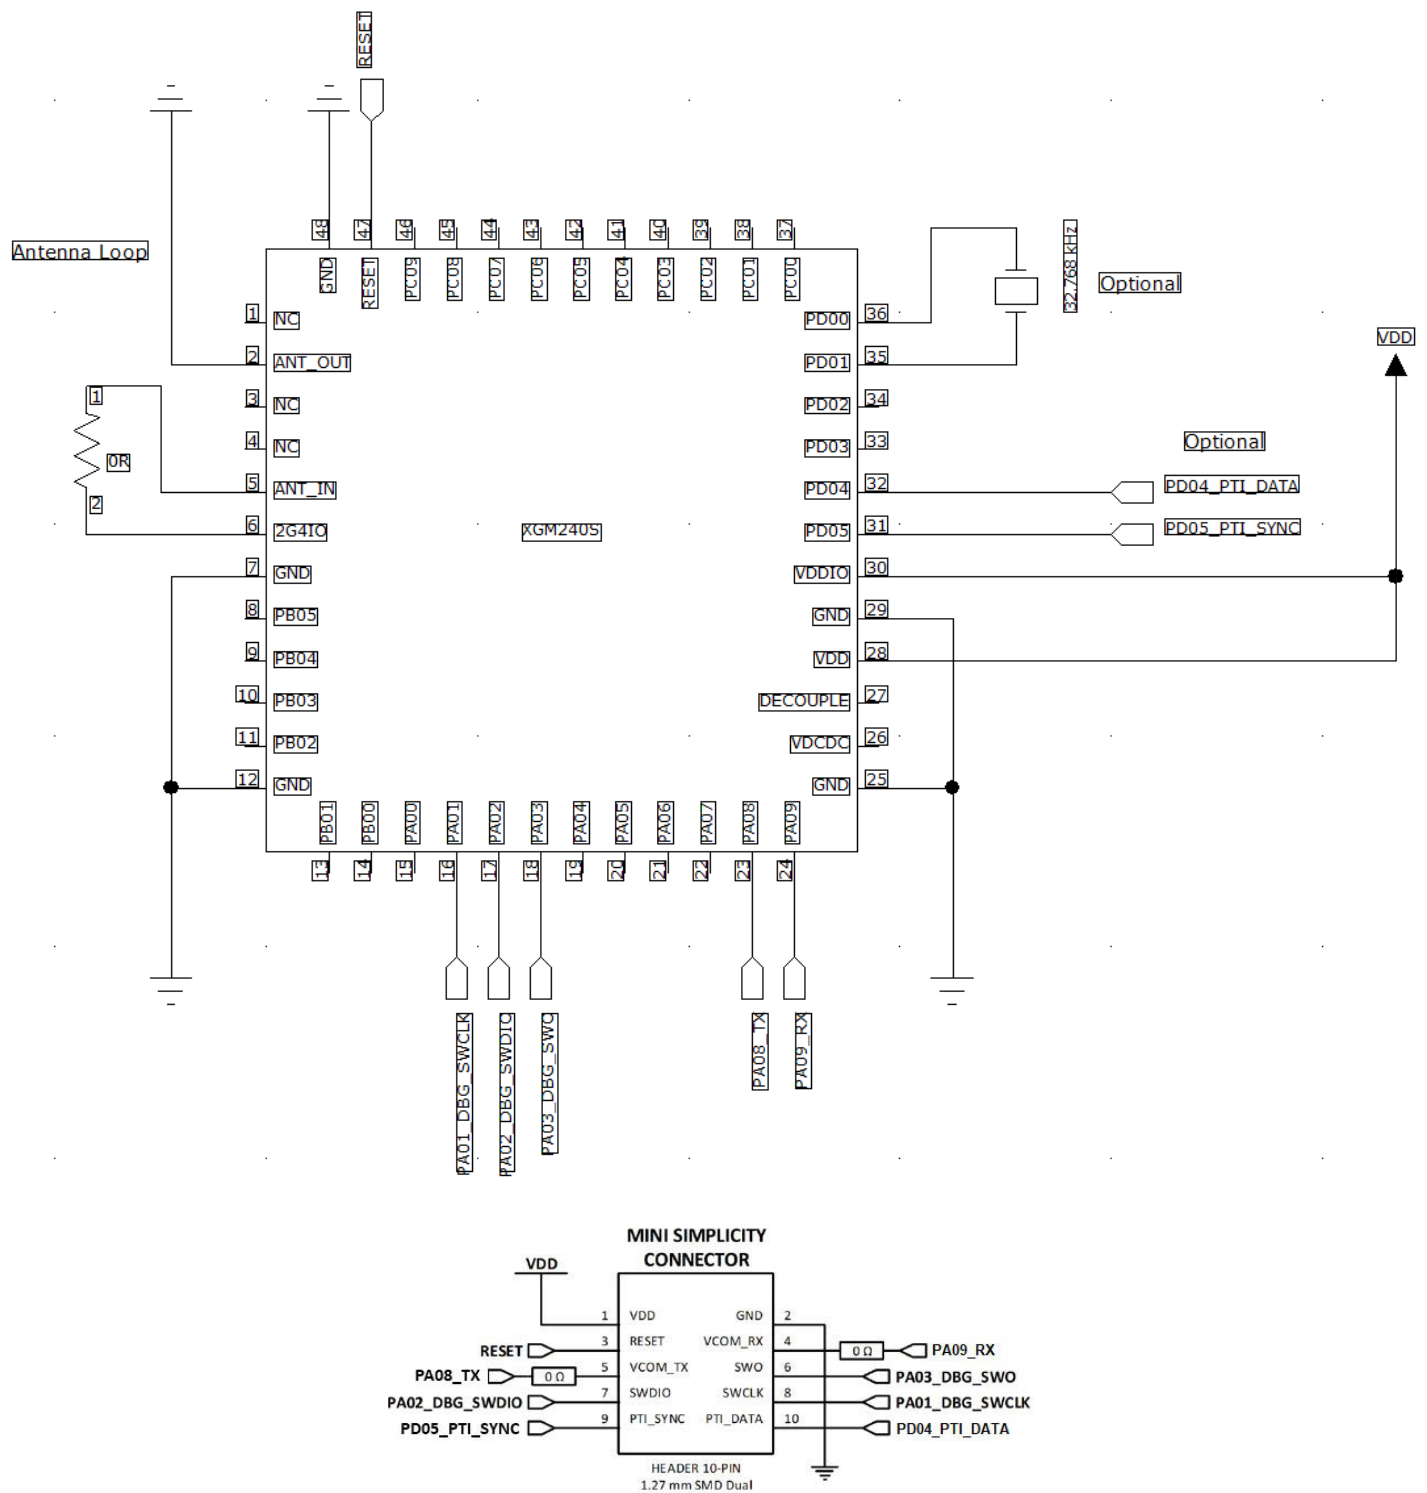 RESET
48
47
46
45
44
43
42
41
40
39
38
37
Antenna Loop
GND
RESET
PC09
PC08
PC07
PC06
PC05
PC04
PC03
PC02
PC01
PC00
32.768 kHz
Optional
1 NC
PD00 36
VDD
2 ANT_OUT
PD01 35
1
3 NC
PD02 34
4 NC
PD03 33
Optional
0R
5 ANT_IN
PD04 32
PD04_PTI_DATA
2
6 2G4IO
XGM240S
PD05 31
PD05_PTI_SYNC
7 GND
VDDIO 30
8 PB05
GND 29
9 PB04
VDD 28
10 PB03
DECOUPLE 27
11 PB02
VDCDC 26
12 GND
GND 25
PB01
PB00
PA00
PA01
PA02
PA03
PA04
PA05
PA06
PA07
PA08
PA09
13
14
15
16
17
18
19
20
21
22
23
24
PA01_DBG_SWCLK
PA02_DBG_SWDIO
PA03_DBG_SWO
PA08_TX
PA09_RX
MINI SIMPLICITY
CONNECTOR
VDD
1 VDD GND 2
RESET 3 RESET VCOM_RX 4 0 Ω PA09_RX
PA08_TX 0 Ω 5 VCOM_TX SWO 6 PA03_DBG_SWO
PA02_DBG_SWDIO 7 SWDIO SWCLK 8 PA01_DBG_SWCLK
PD05_PTI_SYNC 9 PTI_SYNC PTI_DATA 10 PD04_PTI_DATA
HEADER 10-PIN
1.27 mm SMD Dual